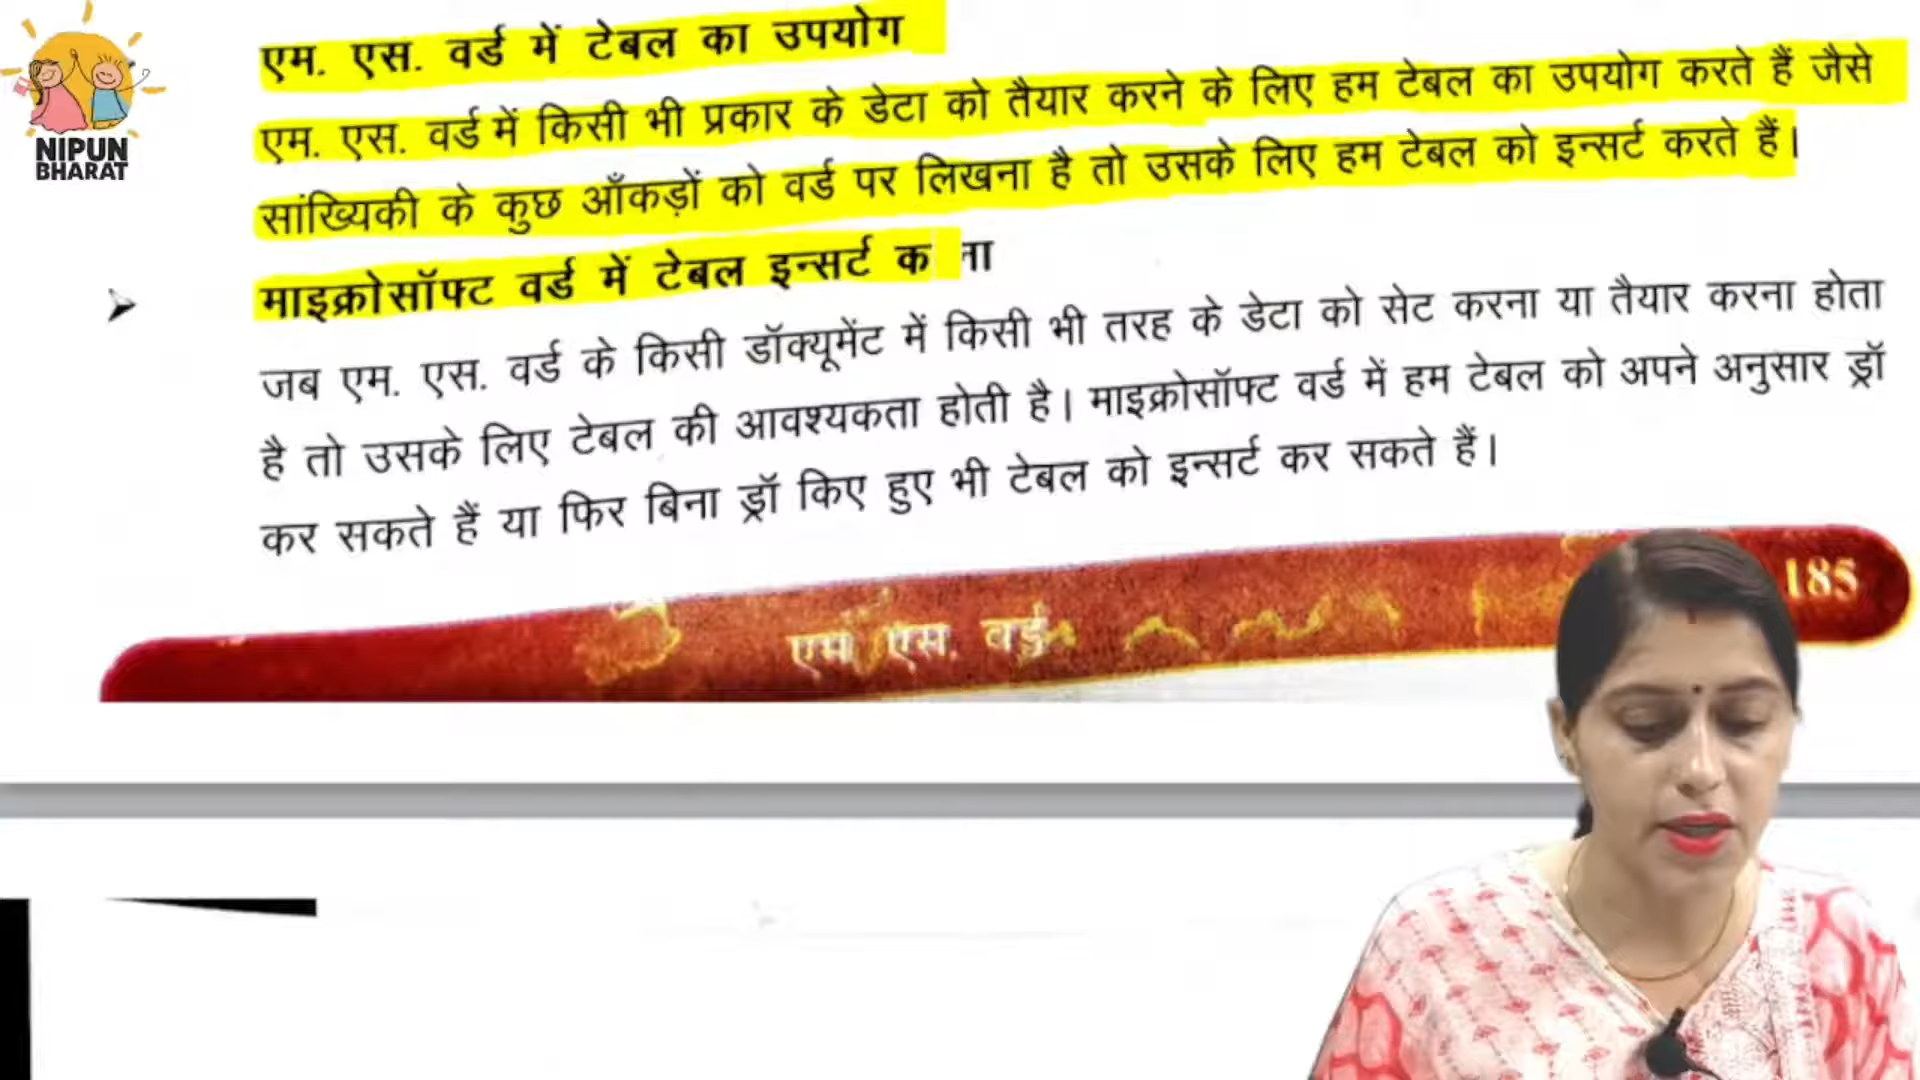 एम. एस. वर्ड में टेबल का उपयोग
एम. एस. वर्ड में किसी भी प्रकार के डेटा को तैयार करने के लिए हम टेबल का उपयोग करते हैं जैसे
सांख्यिकी के कुछ आँकड़ों को वर्ड पर लिखना है तो उसके लिए हम टेबल को इन्सर्ट करते हैं।
माइक्रोसॉफ्ट वर्ड में टेबल इन्सर्ट क ना
जब एम. एस. वर्ड के किसी डॉक्यूमेंट में किसी भी तरह के डेटा को सेट करना या तैयार करना होता
है तो उसके लिए टेबल की आवश्यकता होती है। माइक्रोसॉफ्ट वर्ड में हम टेबल को अपने अनुसार ड्रॉ
कर सकते हैं या फिर बिना ड्रॉ किए हुए भी टेबल को इन्सर्ट कर सकते हैं।
एम. एस. वर्ड
185
NIPUN
BHARAT